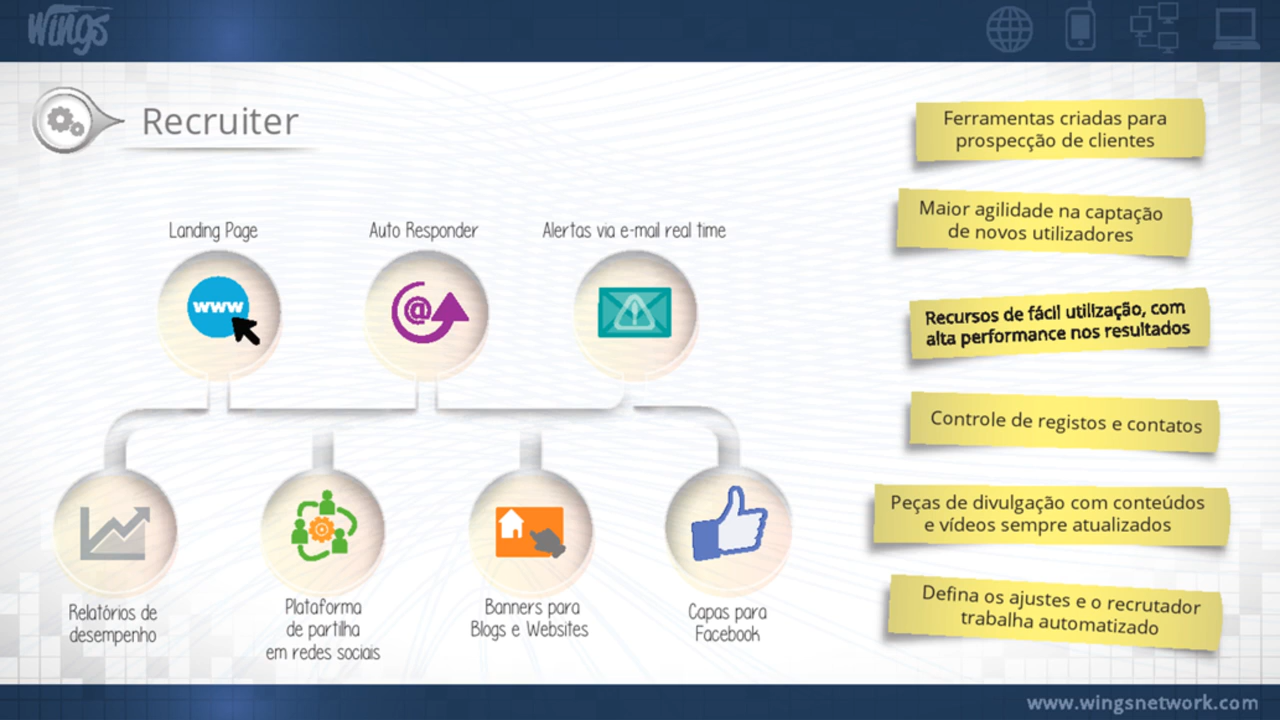 Wings
Recruiter
Landing Page
Auto Responder
Alertas via e-mail real time
www
@
Relatórios de
desempenho
Plataforma
de partilha
em redes sociais
Banners para
Blogs e Websites
Capas para
Facebook
Ferramentas criadas para
prospecção de clientes
Maior agilidade na captação
de novos utilizadores
Recursos de fácil utilização, com
alta performance nos resultados
Controle de registos e contatos
Peças de divulgação com conteúdos
e vídeos sempre atualizados
Defina os ajustes e o recrutador
trabalha automatizado
www.wingsnetwork.com